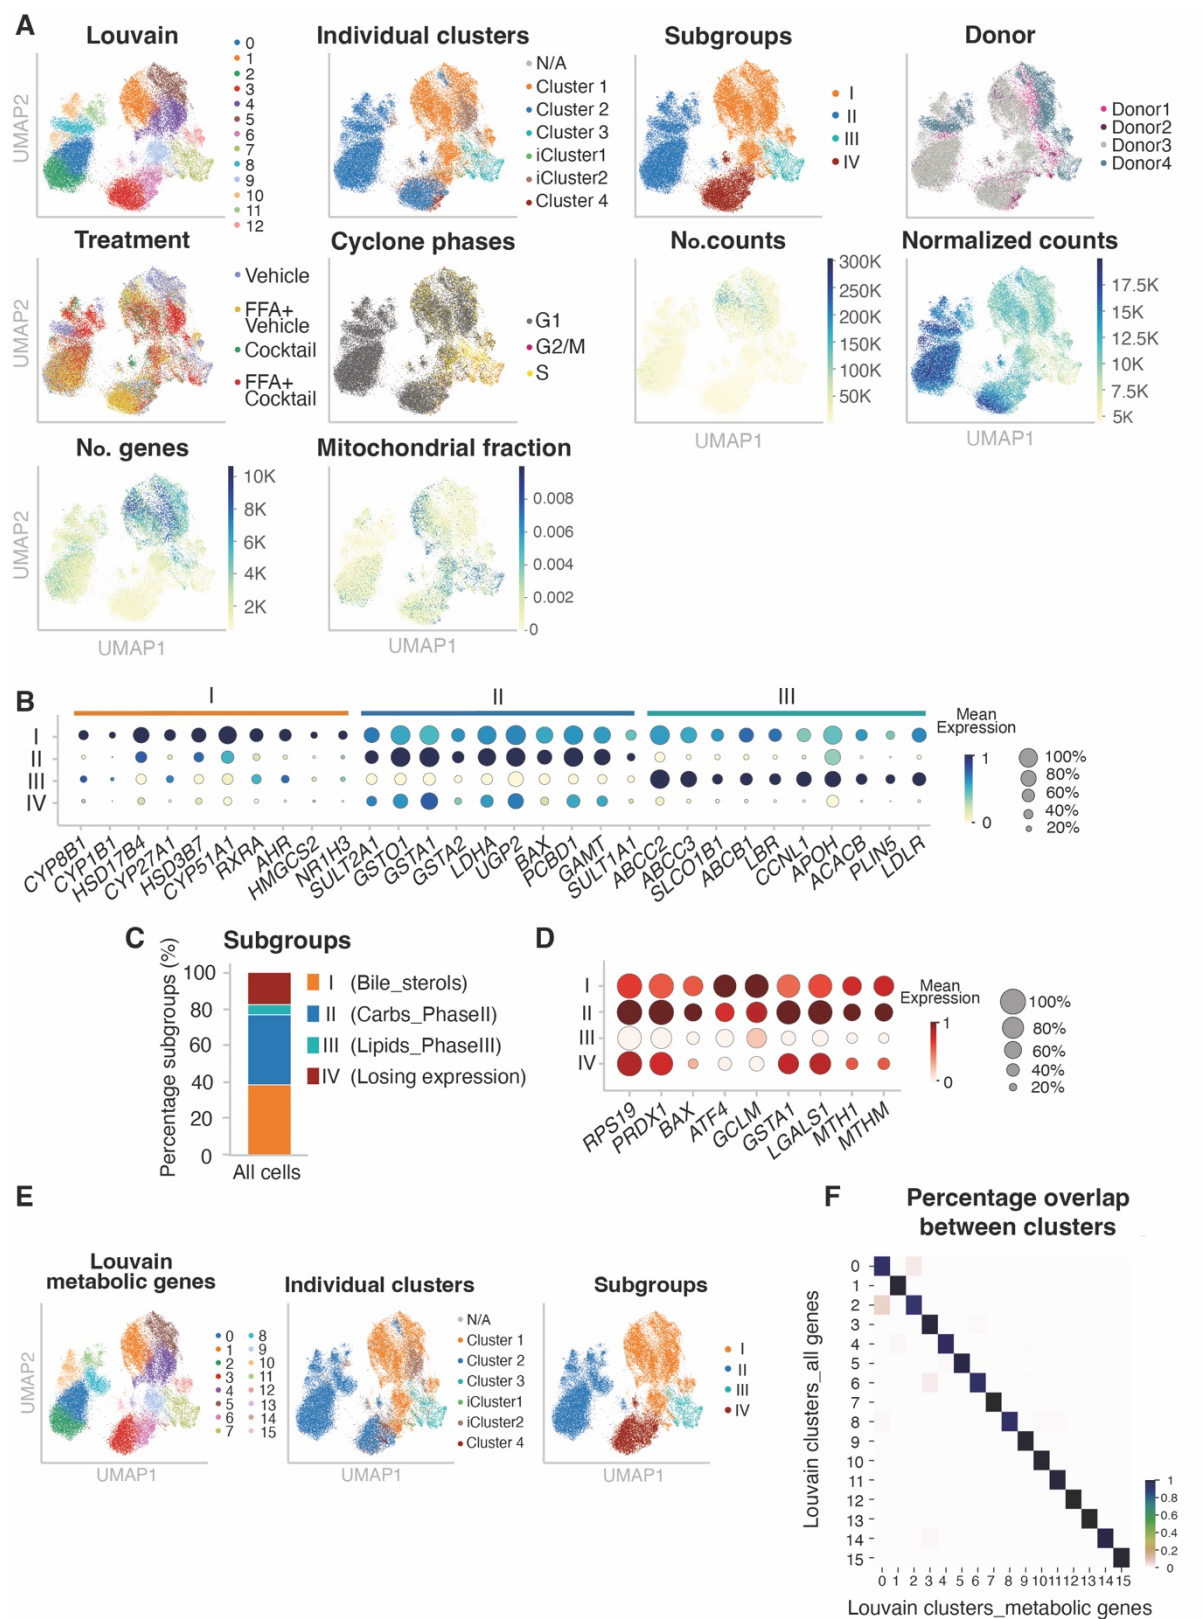 A
Louvain
Individual clusters
Subgroups
Donor
UMAP2
0
1
2
3
4
5
6
7
8
9
10
11
12
N/A
Cluster 1
Cluster 2
Cluster 3
iCluster1
iCluster2
Cluster 4
I
II
III
IV
Donor1
Donor2
Donor3
Donor4
Treatment
Cyclone phases
No.counts
Normalized counts
UMAP2
Vehicle
FFA+
Vehicle
Cocktail
FFA+
Cocktail
G1
G2/M
S
300K
250K
200K
150K
100K
50K
17.5K
15K
12.5K
10K
7.5K
5K
UMAP1
UMAP1
No. genes
Mitochondrial fraction
UMAP2
10K
8K
6K
4K
2K
0.008
0.006
0.004
0.002
0
UMAP1
UMAP1
B
I
II
III
I
II
III
IV
CYP8B1
CYP1B1
HSD17B4
CYP27A1
HSD3B7
CYP51A1
RXRA
AHR
HMGCS2
NR1H3
SULT2A1
GSTO1
GSTA1
GSTA2
LDHA
UGP2
BAX
PCBD1
GAMT
SULT1A1
ABCC2
ABCC3
SLCO1B1
ABCB1
LBR
CCNL1
APOH
ACACB
PLIN5
LDLR
Mean
Expression
1
0
100%
80%
60%
40%
20%
C
Subgroups
Percentage subgroups (%)
100
80
60
40
20
0
All cells
I (Bile_sterols)
II (Carbs_PhaseII)
III (Lipids_PhaseIII)
IV (Losing expression)
D
I
II
III
IV
RPS19
PRDX1
BAX
ATF4
GCLM
GSTA1
LGALS1
MTH1
MTHM
Mean
Expression
1
0
100%
80%
60%
40%
20%
E
Louvain
metabolic genes
Individual clusters
Subgroups
UMAP2
0 8
1 9
2 10
3 11
4 12
5 13
6 14
7 15
N/A
Cluster 1
Cluster 2
Cluster 3
iCluster1
iCluster2
Cluster 4
I
II
III
IV
UMAP1
UMAP1
UMAP1
F
Percentage overlap
between clusters
Louvain clusters_all genes
0
1
2
3
4
5
6
7
8
9
10
11
12
13
14
15
0 1 2 3 4 5 6 7 8 9 10 11 12 13 14 15
Louvain clusters_metabolic genes
1
0.8
0.6
0.4
0.2
0